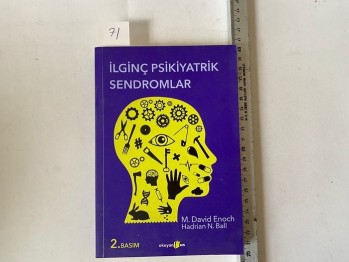 71
İLGİNÇ PSİKİYATRİK
SENDROMLAR
M. David Enoch
Hadrian N. Ball
2.BASIM